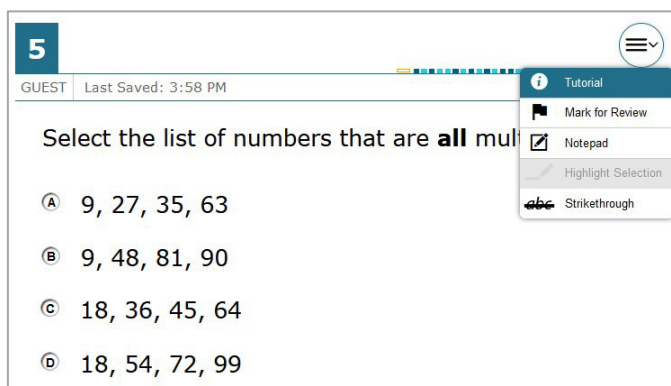 5
GUEST Last Saved: 3:58 PM
Tutorial
Mark for Review
Notepad
Highlight Selection
abc Strikethrough
Select the list of numbers that are all mul
A 9, 27, 35, 63
B 9, 48, 81, 90
C 18, 36, 45, 64
D 18, 54, 72, 99